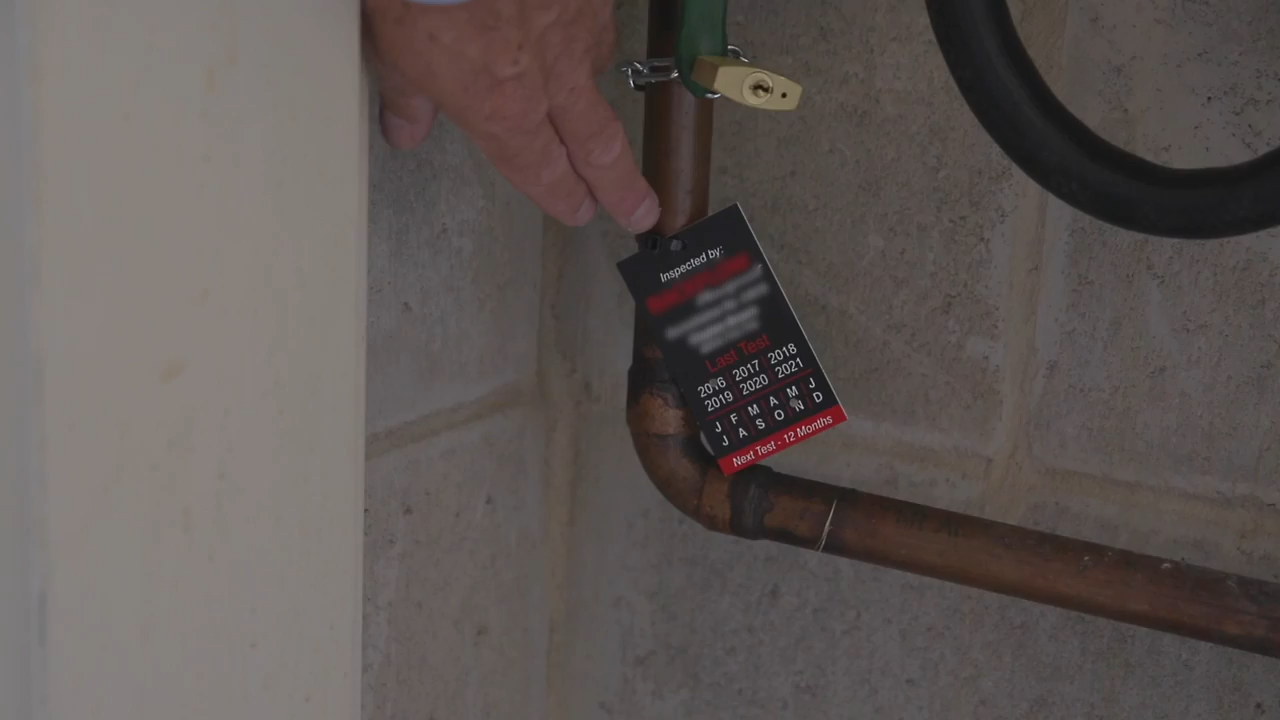 Inspected by:
Last Test
2016 2017 2018
2019 2020 2021
J F M A M J
J A S O N D
Next Test - 12 Months